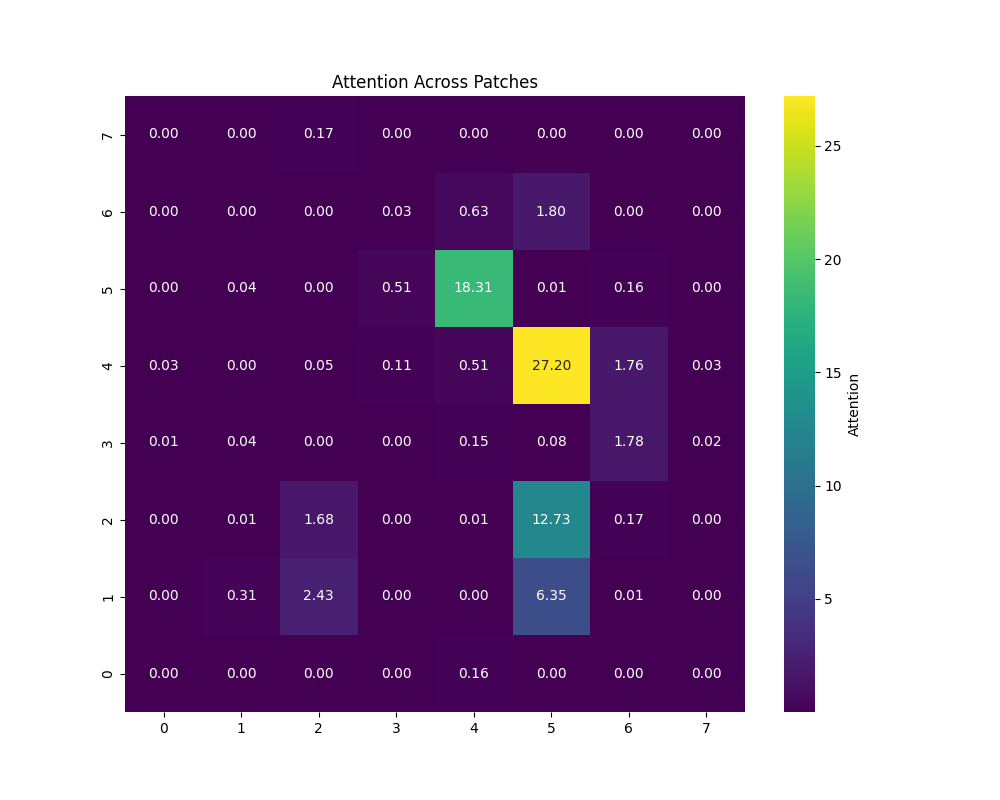 Attention Across Patches
7 0.00 0.00 0.17 0.00 0.00 0.00 0.00 0.00
6 0.00 0.00 0.00 0.03 0.63 1.80 0.00 0.00
5 0.00 0.04 0.00 0.51 18.31 0.01 0.16 0.00
4 0.03 0.00 0.05 0.11 0.51 27.20 1.76 0.03
3 0.01 0.04 0.00 0.00 0.15 0.08 1.78 0.02
2 0.00 0.01 1.68 0.00 0.01 12.73 0.17 0.00
1 0.00 0.31 2.43 0.00 0.00 6.35 0.01 0.00
0 0.00 0.00 0.00 0.00 0.16 0.00 0.00 0.00
0 1 2 3 4 5 6 7
25
20
15
10
5
Attention